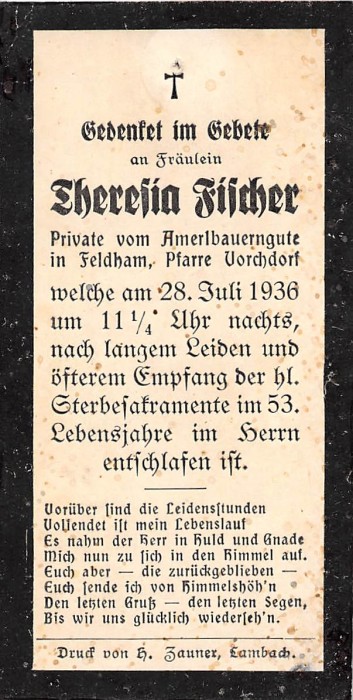 Gedenket im Gebete
an Fräulein
Theresia Fischer
Private vom Amerlbauerngute
in Feldham, Pfarre Vorchdorf
welche am 28. Juli 1936
um 11 1/4 Uhr nachts,
nach langem Leiden und
öfterem Empfang der hl.
Sterbesakramente im 53.
Lebensjahre im Herrn
entschlafen ist.
Vorüber sind die Leidensstunden
Vollendet ist mein Lebenslauf
Es nahm der Herr in Huld und Gnade
Mich nun zu sich in den Himmel auf.
Euch aber — die zurückgeblieben —
Euch sende ich von Himmelshöh'n
Den letzten Gruß — den letzten Segen,
Bis wir uns glücklich wiederseh'n.
Druck von H. Zauner, Lambach.